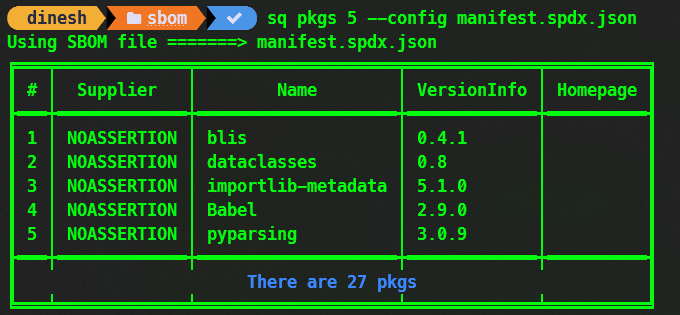 dinesh sbom sq pkgs 5 --config manifest.spdx.json
Using SBOM file =======> manifest.spdx.json
# Supplier Name VersionInfo Homepage
1 NOASSERTION blis 0.4.1
2 NOASSERTION dataclasses 0.8
3 NOASSERTION importlib-metadata 5.1.0
4 NOASSERTION Babel 2.9.0
5 NOASSERTION pyparsing 3.0.9
There are 27 pkgs